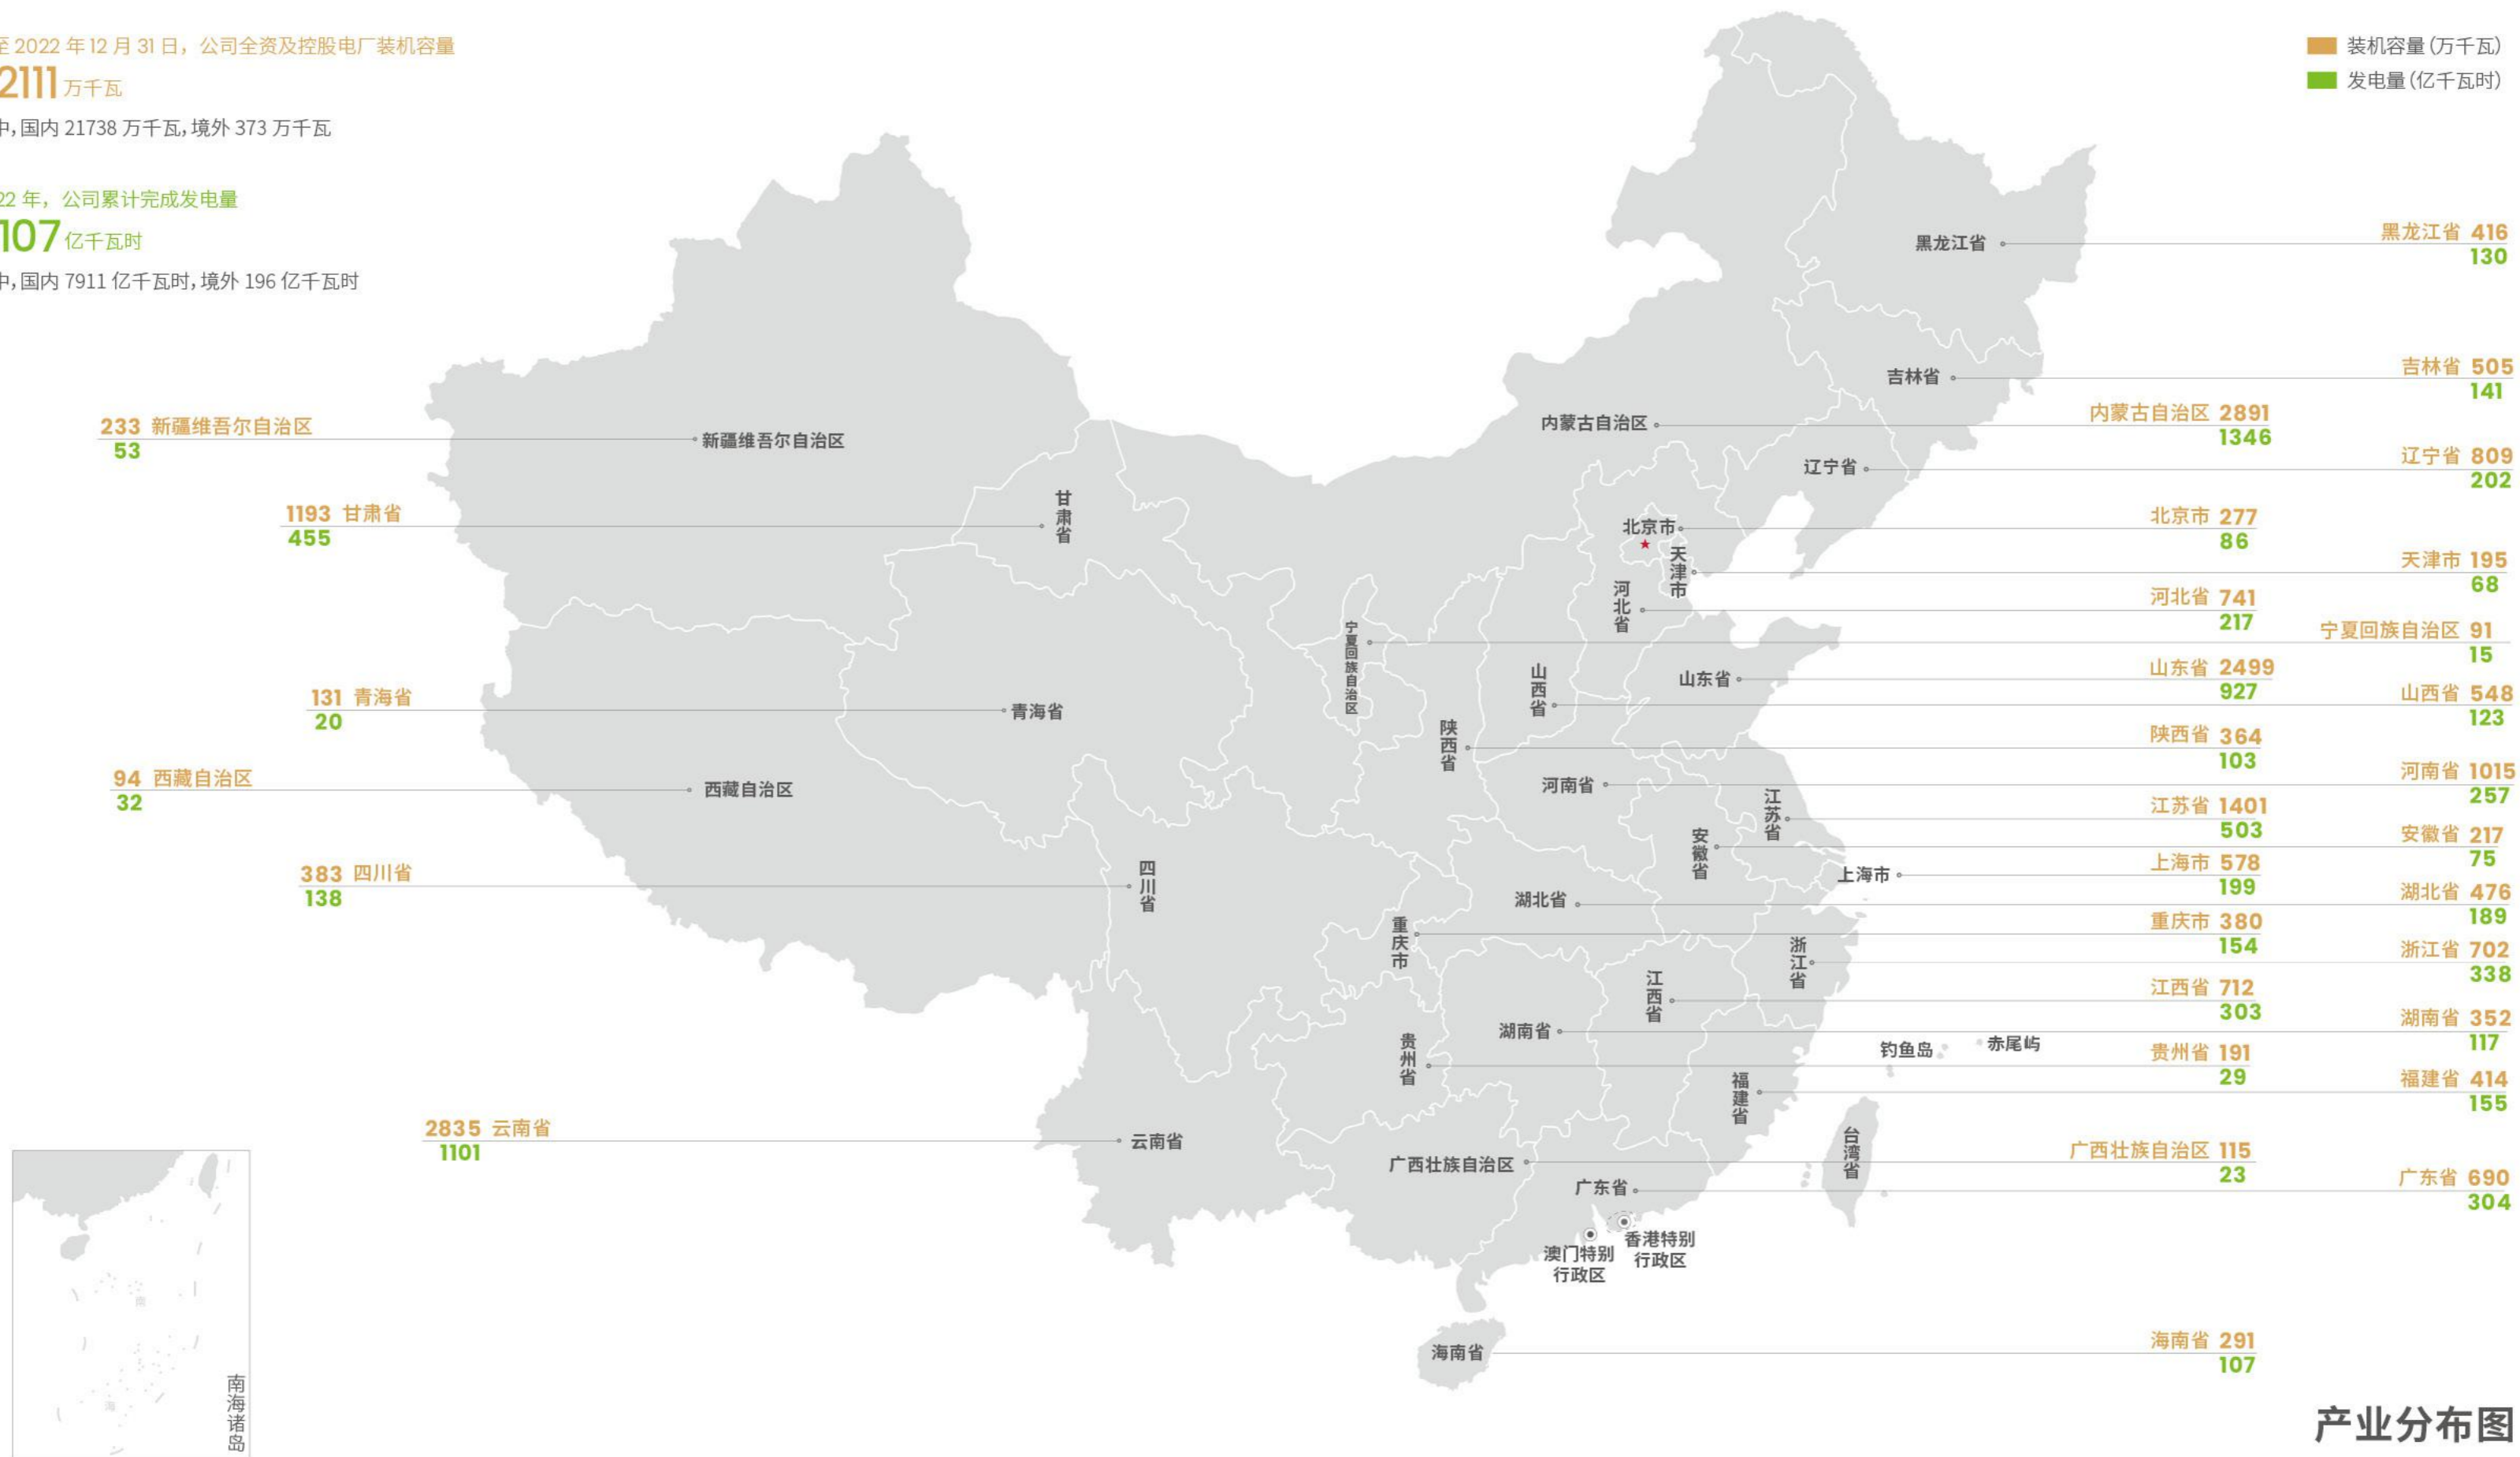 至 2022 年 12 月 31 日，公司全资及控股电厂装机容量
2111 万千瓦
中,国内 21738 万千瓦,境外 373 万千瓦
22 年，公司累计完成发电量
107 亿千瓦时
中,国内 7911 亿千瓦时,境外 196 亿千瓦时
装机容量(万千瓦)
发电量(亿千瓦时)
233 新疆维吾尔自治区
53
1193 甘肃省
455
131 青海省
20
94 西藏自治区
32
383 四川省
138
2835 云南省
1101
黑龙江省
吉林省
内蒙古自治区
辽宁省
新疆维吾尔自治区
甘肃省
北京市
天津市
河北省
宁夏回族自治区
山西省
山东省
青海省
陕西省
西藏自治区
河南省
江苏省
安徽省
四川省
上海市
湖北省
重庆市
浙江省
江西省
湖南省
贵州省
钓鱼岛
赤尾屿
福建省
云南省
台湾省
广西壮族自治区
广东省
香港特别
行政区
澳门特别
行政区
海南省
黑龙江省 416
130
吉林省 505
141
内蒙古自治区 2891
1346
辽宁省 809
202
北京市 277
86
天津市 195
68
河北省 741
217
宁夏回族自治区 91
15
山东省 2499
927
山西省 548
123
陕西省 364
103
河南省 1015
257
江苏省 1401
503
安徽省 217
75
上海市 578
199
湖北省 476
189
重庆市 380
154
浙江省 702
338
江西省 712
303
湖南省 352
117
贵州省 191
29
福建省 414
155
广西壮族自治区 115
23
广东省 690
304
海南省 291
107
南
海
南海诸岛
产业分布图